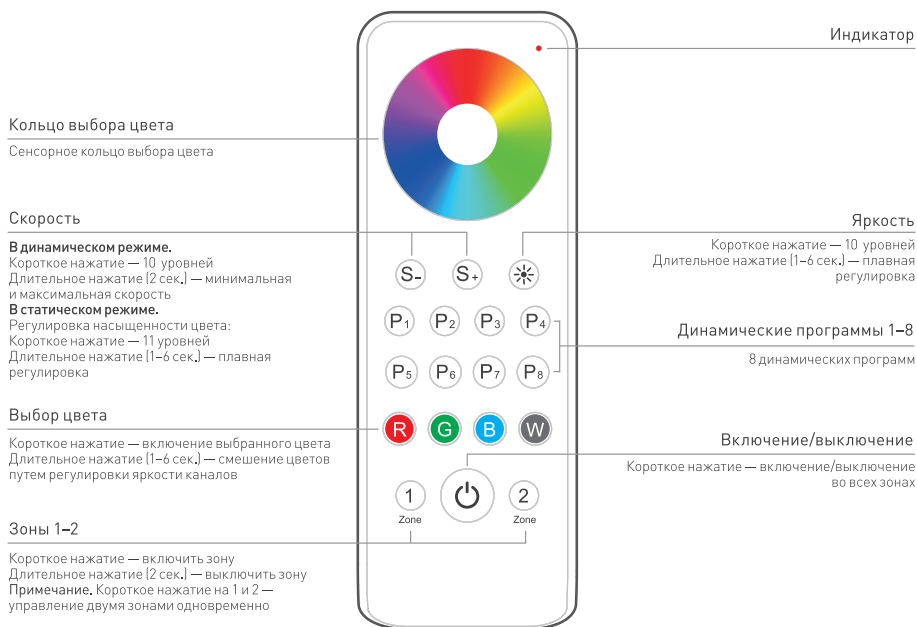 Индикатор
Кольцо выбора цвета
Сенсорное кольцо выбора цвета
Скорость
В динамическом режиме.
Короткое нажатие — 10 уровней
Длительное нажатие (2 сек.) — минимальная
и максимальная скорость
В статическом режиме.
Регулировка насыщенности цвета:
Короткое нажатие — 11 уровней
Длительное нажатие (1–6 сек.) — плавная
регулировка
Выбор цвета
Короткое нажатие — включение выбранного цвета
Длительное нажатие (1–6 сек.) — смешение цветов
путем регулировки яркости каналов
Зоны 1–2
Короткое нажатие — включить зону
Длительное нажатие (2 сек.) — выключить зону
Примечание. Короткое нажатие на 1 и 2 —
управление двумя зонами одновременно
S- S+
P1 P2 P3 P4
P5 P6 P7 P8
R G B W
1 2
Zone Zone
Яркость
Короткое нажатие — 10 уровней
Длительное нажатие (1–6 сек.) — плавная
регулировка
Динамические программы 1–8
8 динамических программ
Включение/выключение
Короткое нажатие — включение/выключение
во всех зонах